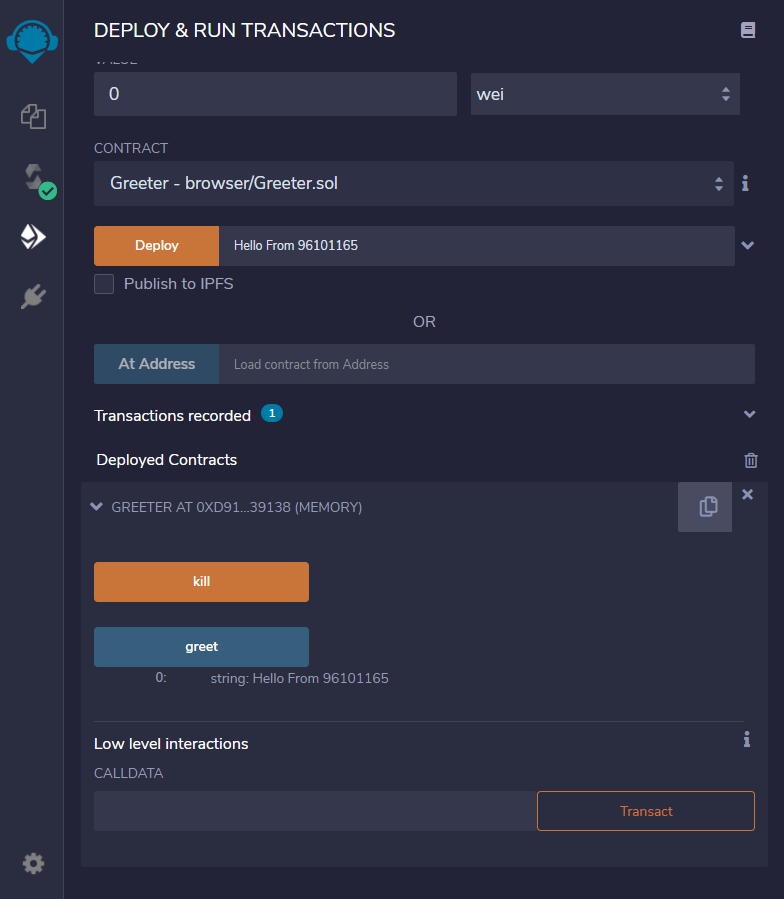 DEPLOY & RUN TRANSACTIONS
VALUE
0 wei
CONTRACT
Greeter - browser/Greeter.sol
Deploy Hello From 96101165
Publish to IPFS
OR
At Address Load contract from Address
Transactions recorded 1
Deployed Contracts
GREETER AT 0XD91...39138 (MEMORY)
kill
greet
0: string: Hello From 96101165
Low level interactions
CALLDATA
Transact